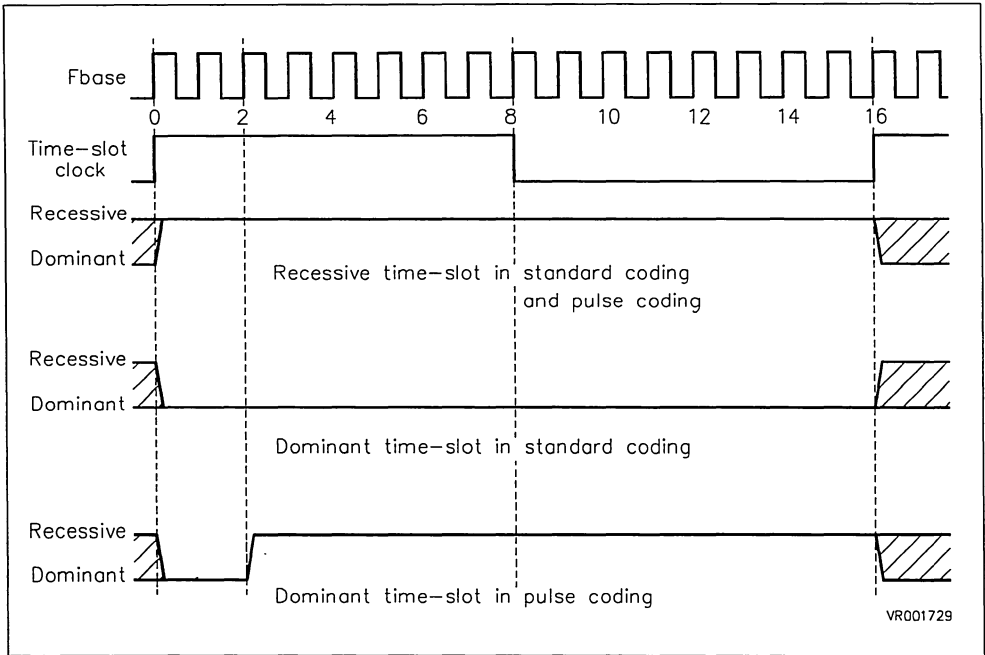 Fbase
0 2 4 6 8 10 12 14 16
Time-slot
clock
Recessive
Dominant
Recessive time-slot in standard coding
and pulse coding
Recessive
Dominant
Dominant time-slot in standard coding
Recessive
Dominant
Dominant time-slot in pulse coding
VR001729